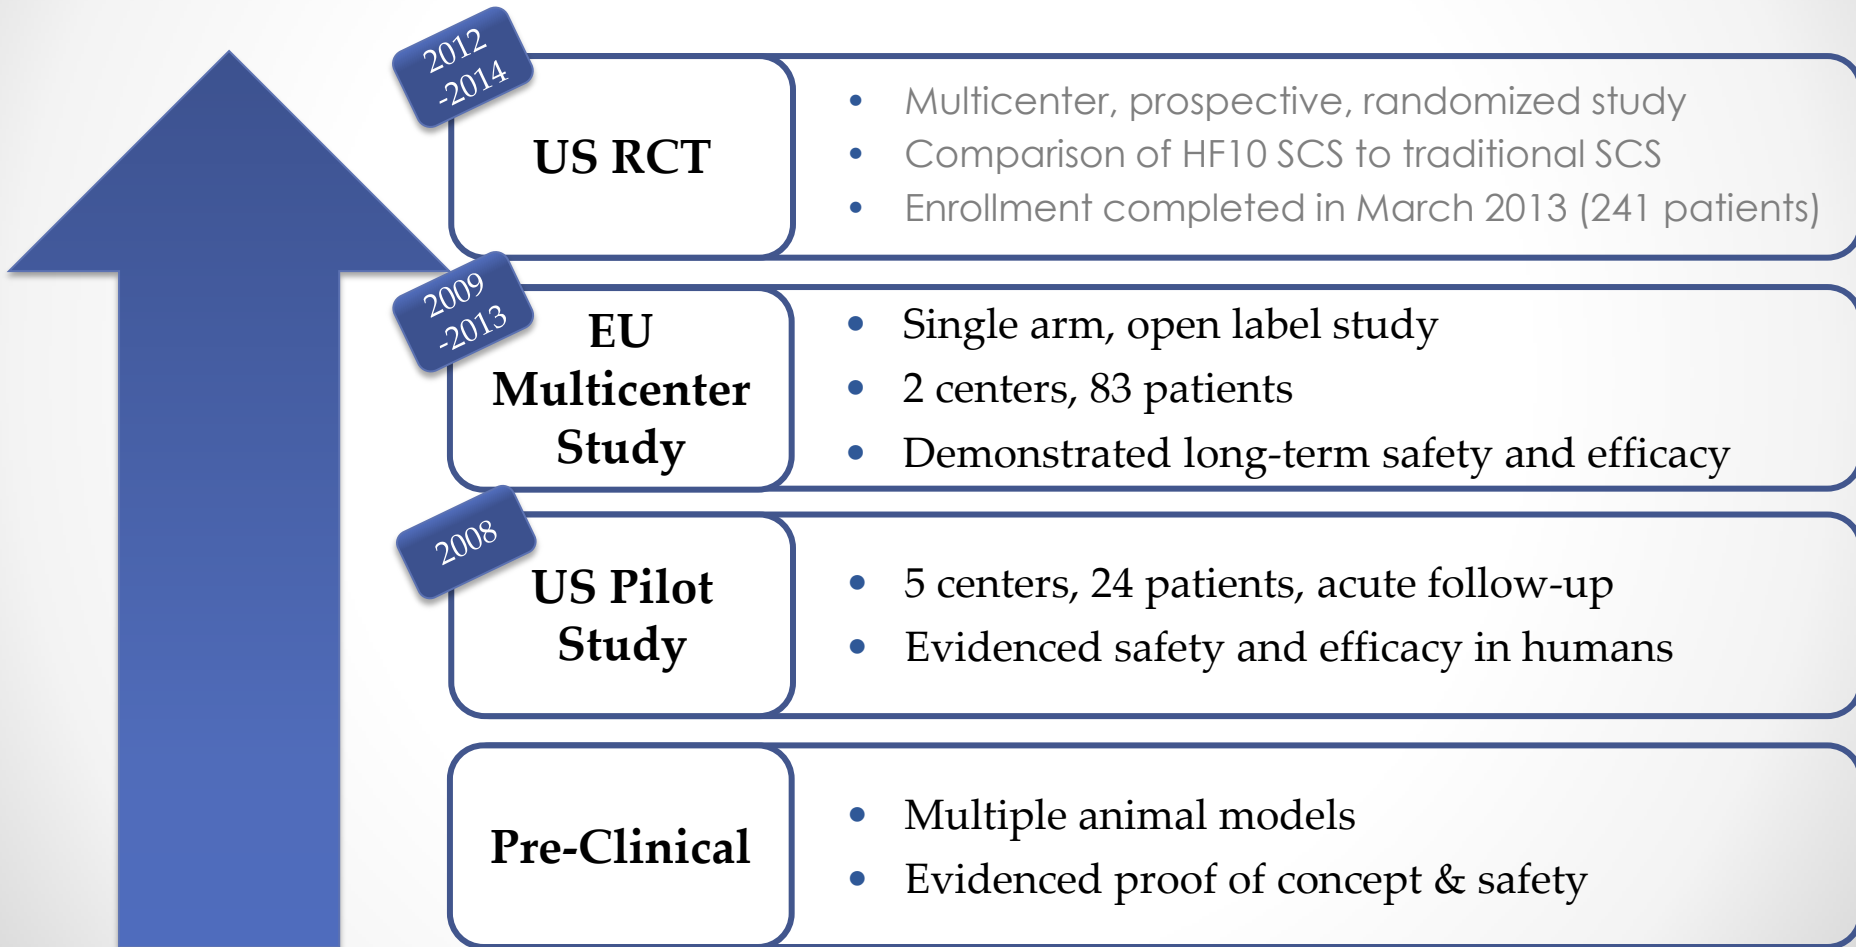 2012
-2014
US RCT
• Multicenter, prospective, randomized study
• Comparison of HF10 SCS to traditional SCS
• Enrollment completed in March 2013 (241 patients)
2009
-2013
EU
Multicenter
Study
• Single arm, open label study
• 2 centers, 83 patients
• Demonstrated long-term safety and efficacy
2008
US Pilot
Study
• 5 centers, 24 patients, acute follow-up
• Evidenced safety and efficacy in humans
Pre-Clinical
• Multiple animal models
• Evidenced proof of concept & safety